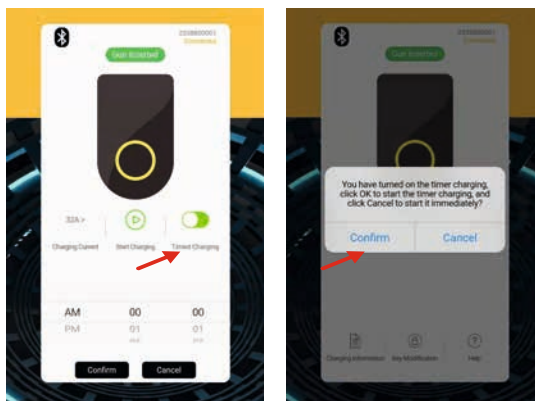 Gun Inserted
32A >
Charging Current
Start Charging
Timed Charging
AM 00 00
PM 01 01
Confirm Cancel
You have turned on the timer charging,
click OK to start the timer charging, and
click Cancel to start it immediately?
Confirm Cancel
Charging Information
Key Modification
Help